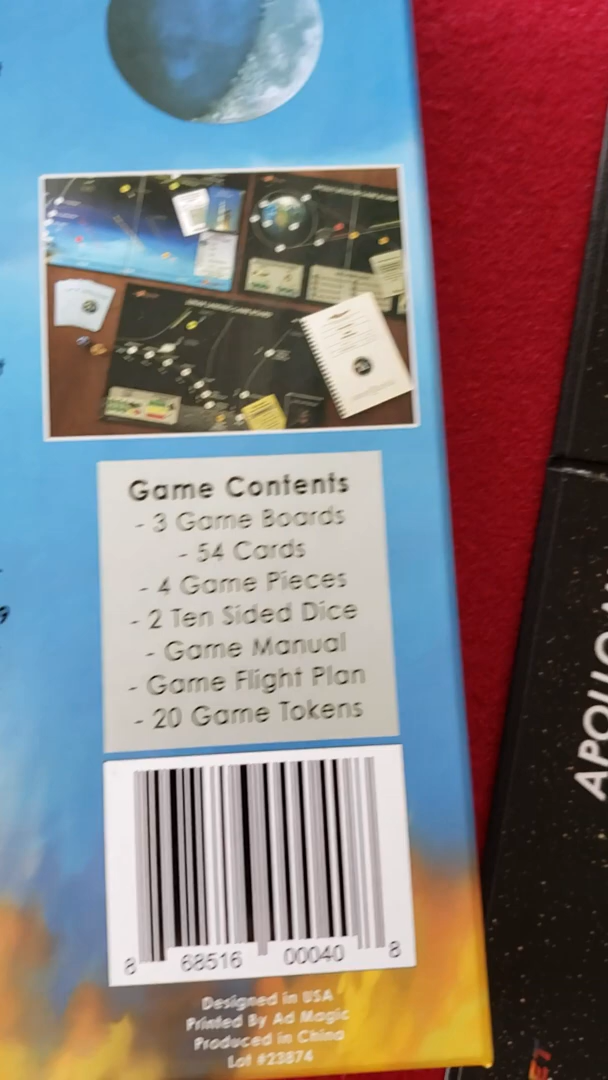 Game Contents
- 3 Game Boards
- 54 Cards
- 4 Game Pieces
- 2 Ten Sided Dice
- Game Manual
- Game Flight Plan
- 20 Game Tokens
8 68516 00040 8
Designed in USA
Printed By Ad Magic
Produced in China
Lot #23874
APOLLO